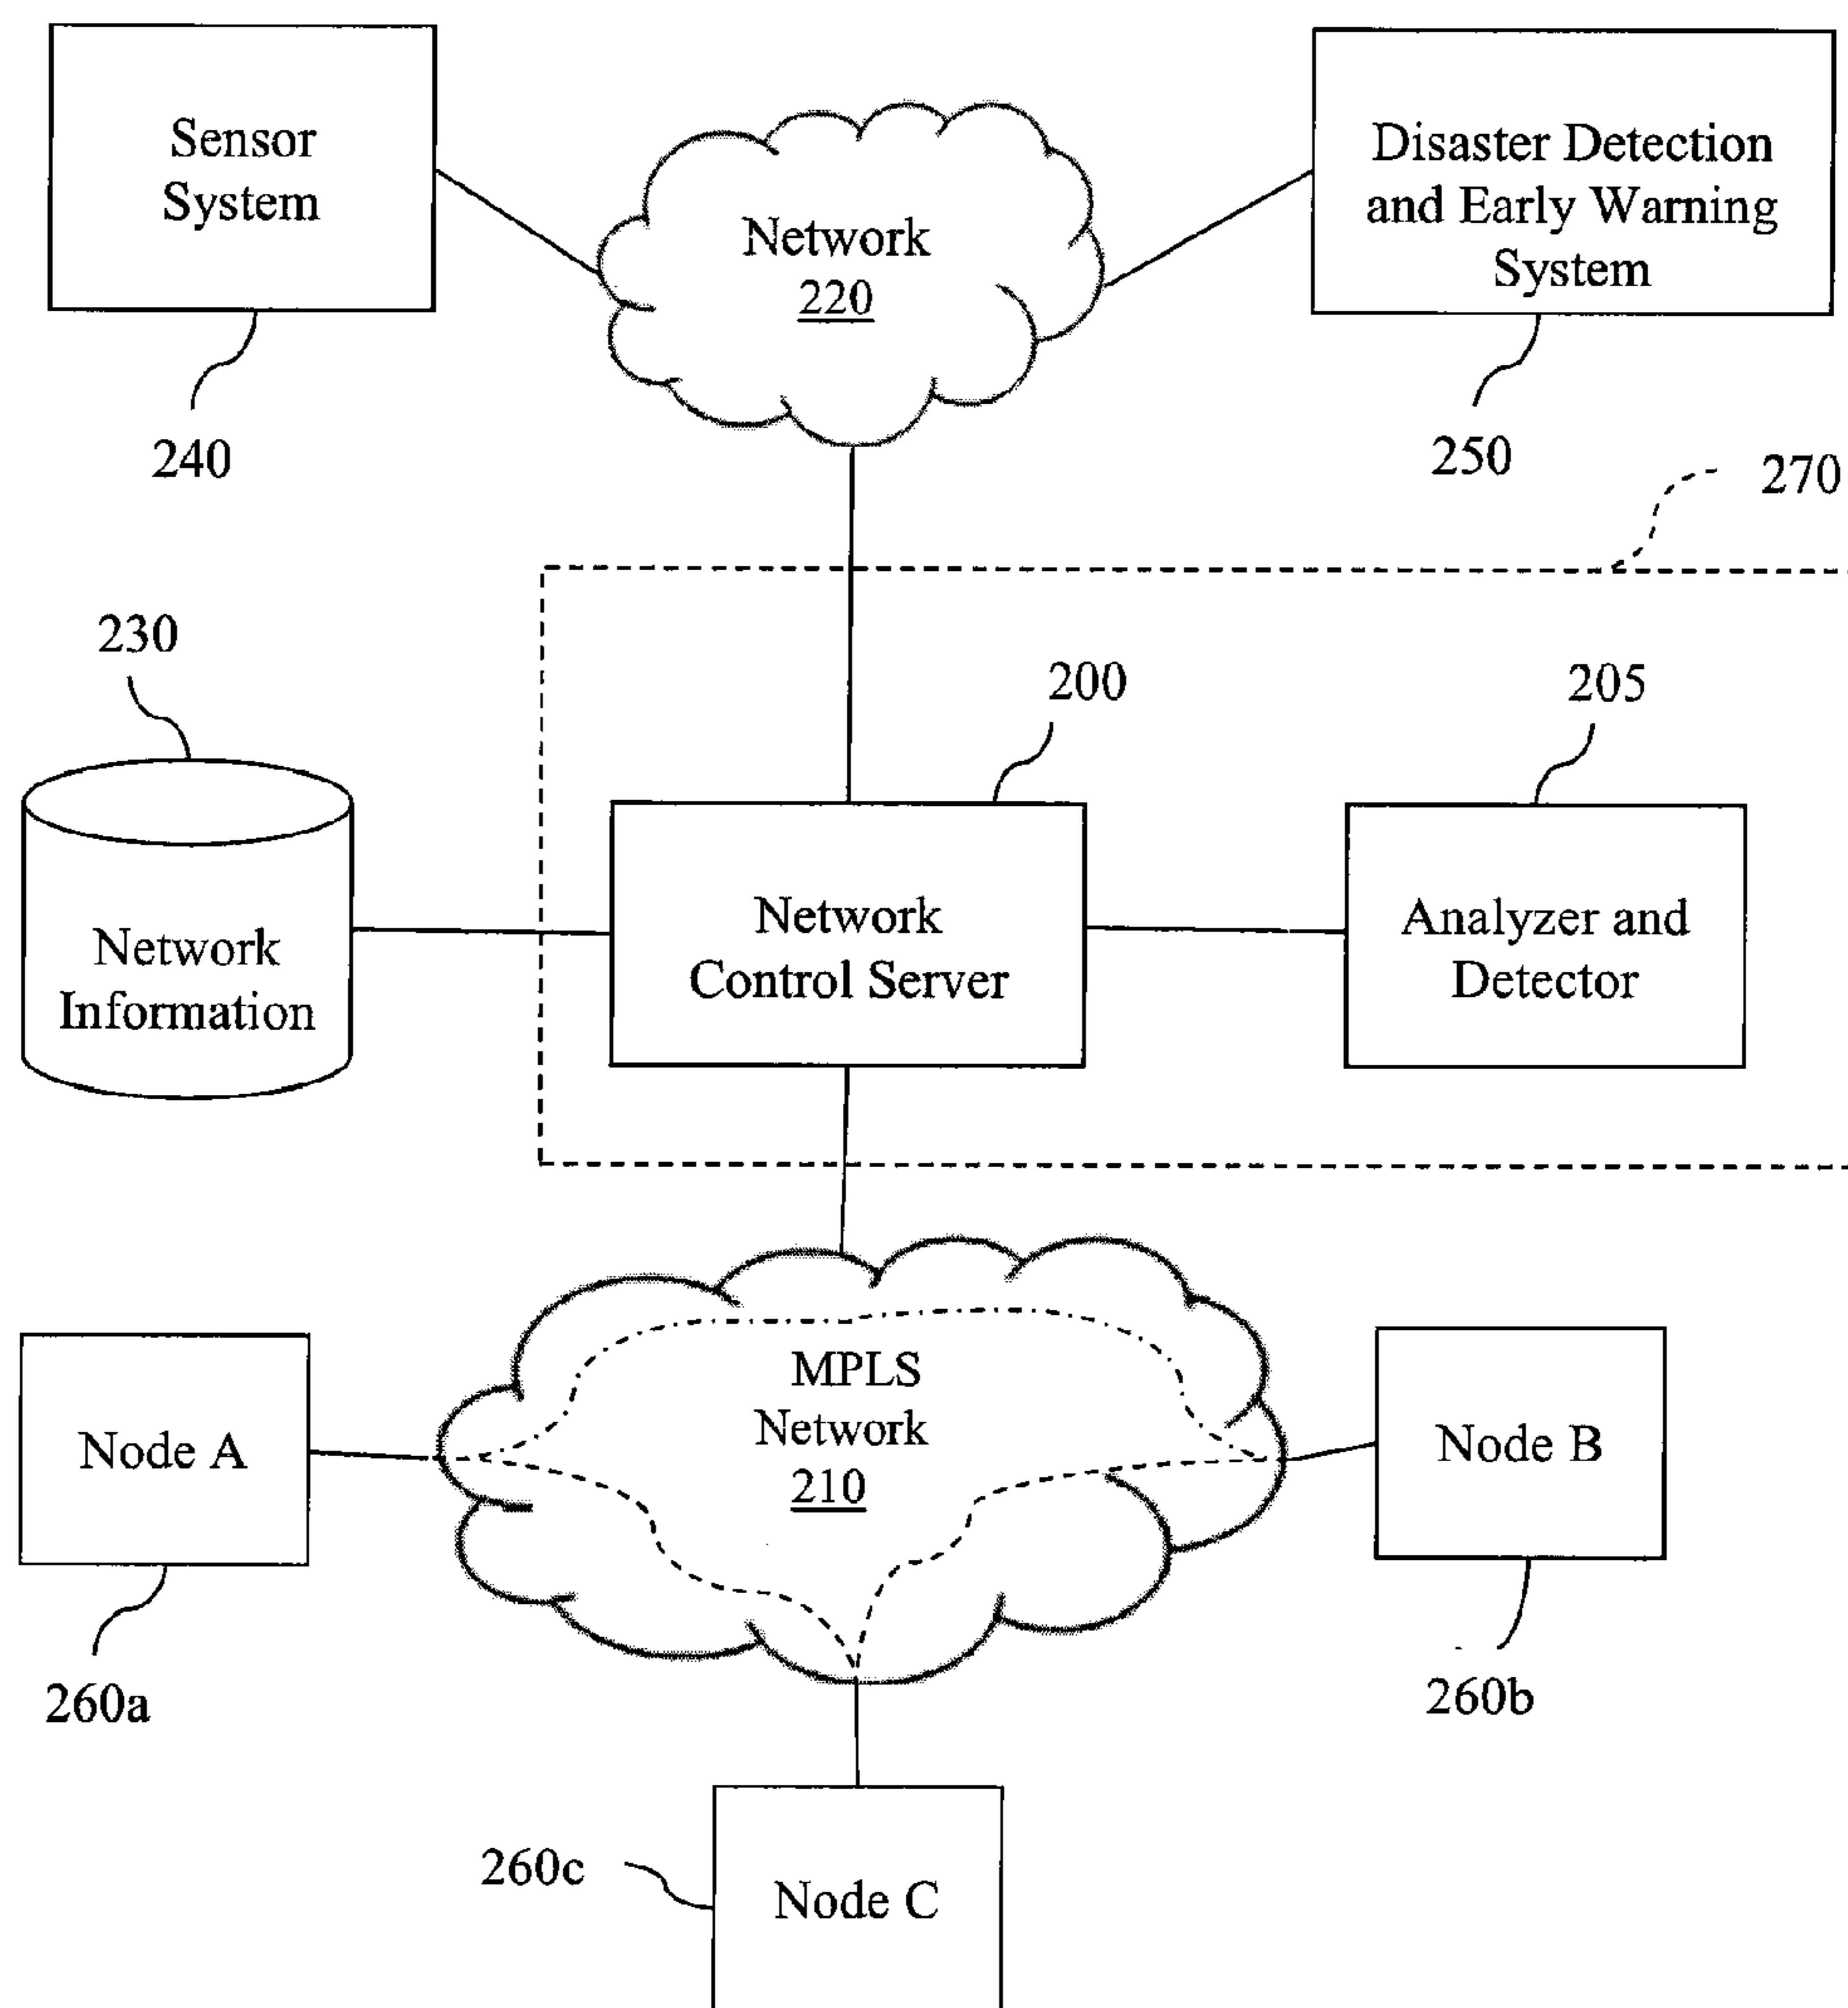 Sensor
System
Network
220
Disaster Detection
and Early Warning
System
240
250
270
230
200
205
Network
Information
Network
Control Server
Analyzer and
Detector
MPLS
Network
210
Node A
Node B
260a
260b
260c
Node C